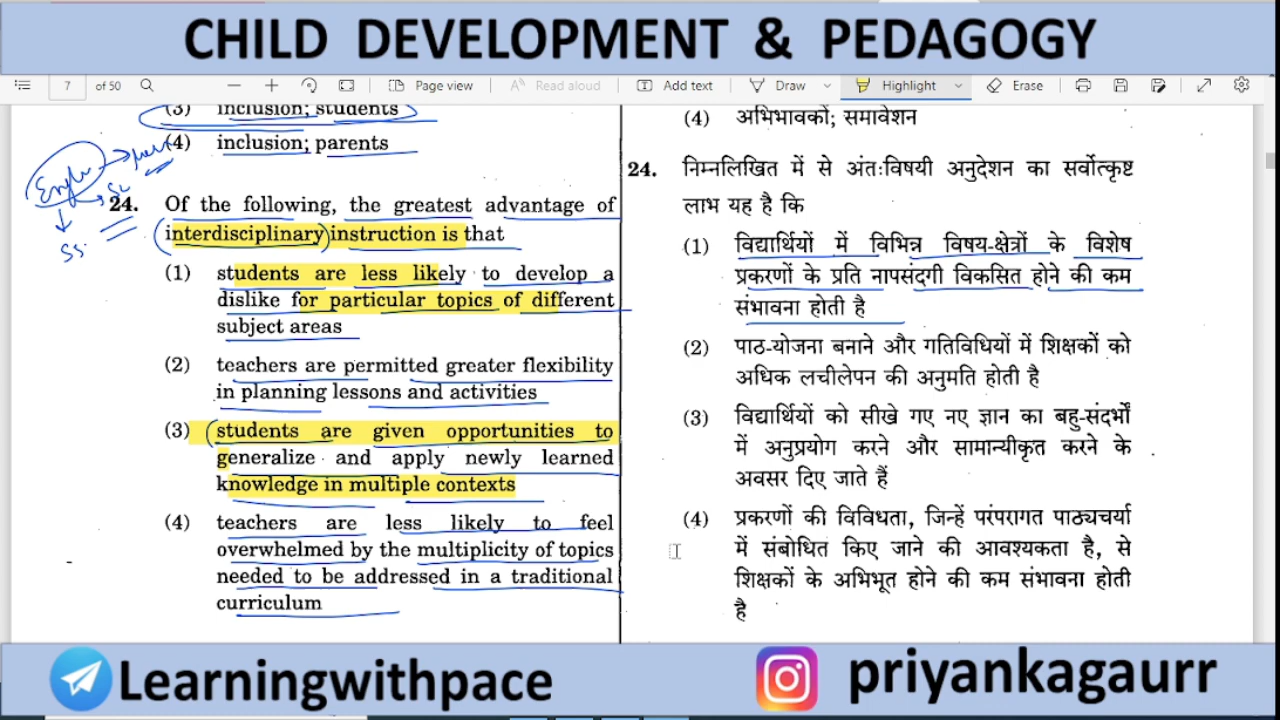 CHILD DEVELOPMENT & PEDAGOGY
7 of 50
Page view
Read aloud
Add text
Draw
Highlight
Erase
(3) inclusion; students
(4) inclusion; parents
24. Of the following, the greatest advantage of
interdisciplinary instruction is that
(1) students are less likely to develop a
dislike for particular topics of different
subject areas
(2) teachers are permitted greater flexibility
in planning lessons and activities
(3) students are given opportunities to
generalize and apply newly learned
knowledge in multiple contexts
(4) teachers are less likely to feel
overwhelmed by the multiplicity of topics
needed to be addressed in a traditional
curriculum
(4) अभिभावकों; समावेशन
24. निम्नलिखित में से अंतःविषयी अनुदेशन का सर्वोत्कृष्ट
लाभ यह है कि
(1) विद्यार्थियों में विभिन्न विषय-क्षेत्रों के विशेष
प्रकरणों के प्रति नापसंदगी विकसित होने की कम
संभावना होती है
(2) पाठ-योजना बनाने और गतिविधियों में शिक्षकों को
अधिक लचीलेपन की अनुमति होती है
(3) विद्यार्थियों को सीखे गए नए ज्ञान का बहु-संदर्भों
में अनुप्रयोग करने और सामान्यीकृत करने के
अवसर दिए जाते हैं
(4) प्रकरणों की विविधता, जिन्हें परंपरागत पाठ्यचर्या
में संबोधित किए जाने की आवश्यकता है, से
शिक्षकों के अभिभूत होने की कम संभावना होती
है
Learningwithpace
priyankagaurr